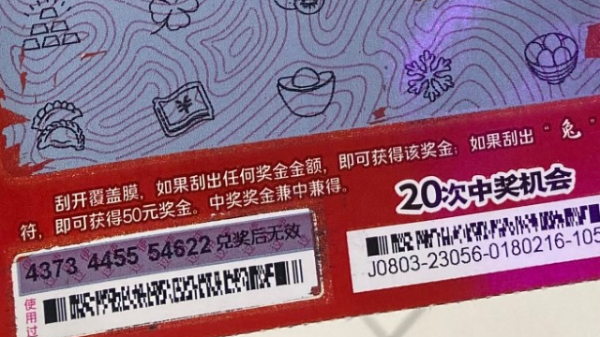 刮开覆盖膜，如果刮出任何奖金金额，即可获得该奖金；如果刮出“兔”
符，即可获得50元奖金。中奖奖金兼中兼得。
20次中奖机会
4373 4455 54622 兑奖后无效
J0803-23056-0180216-105
使用过